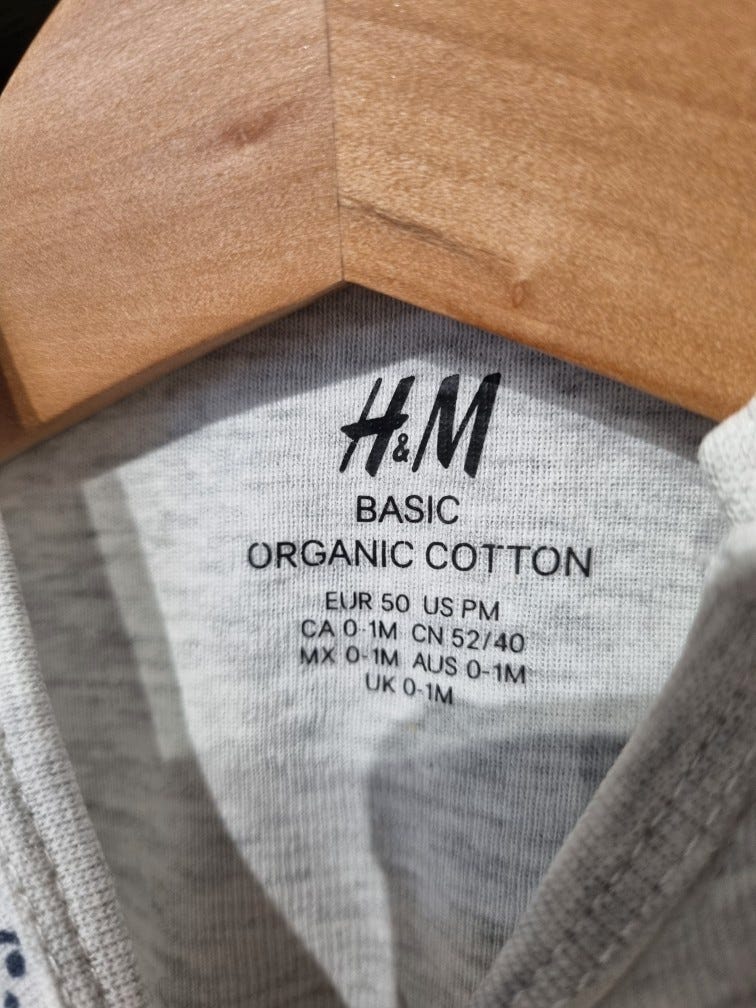 H&M
BASIC
ORGANIC COTTON
EUR 50 US PM
CA 0-1M CN 52/40
MX 0-1M AUS 0-1M
UK 0-1M